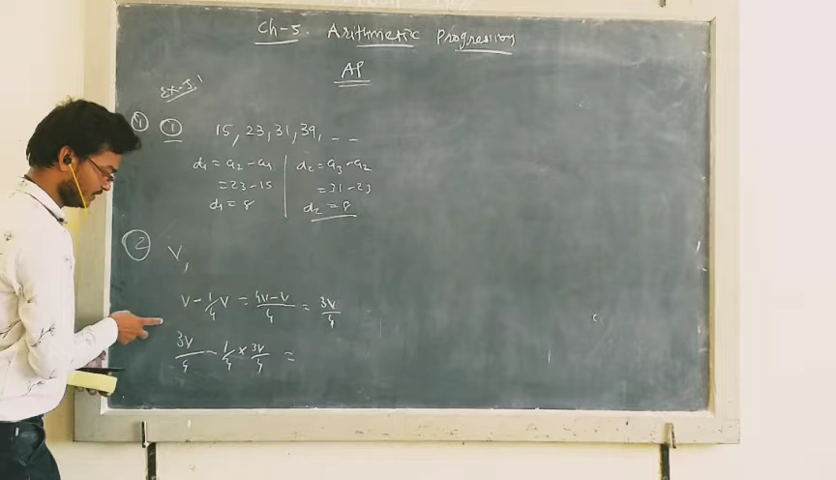 Ch-5. Arithmetic Progression
AP
Ex-5.1
① ① 15, 23, 31, 39, - -
d₁ = a₂ - a₁ | d₂ = a₃ - a₂
= 23 - 15 | = 31 - 23
d₁ = 8 | d₂ = 8
② V,
V - 1/4 V = 4V-V/4 = 3V/4
3V/4 - 1/4 × 3V/4 =